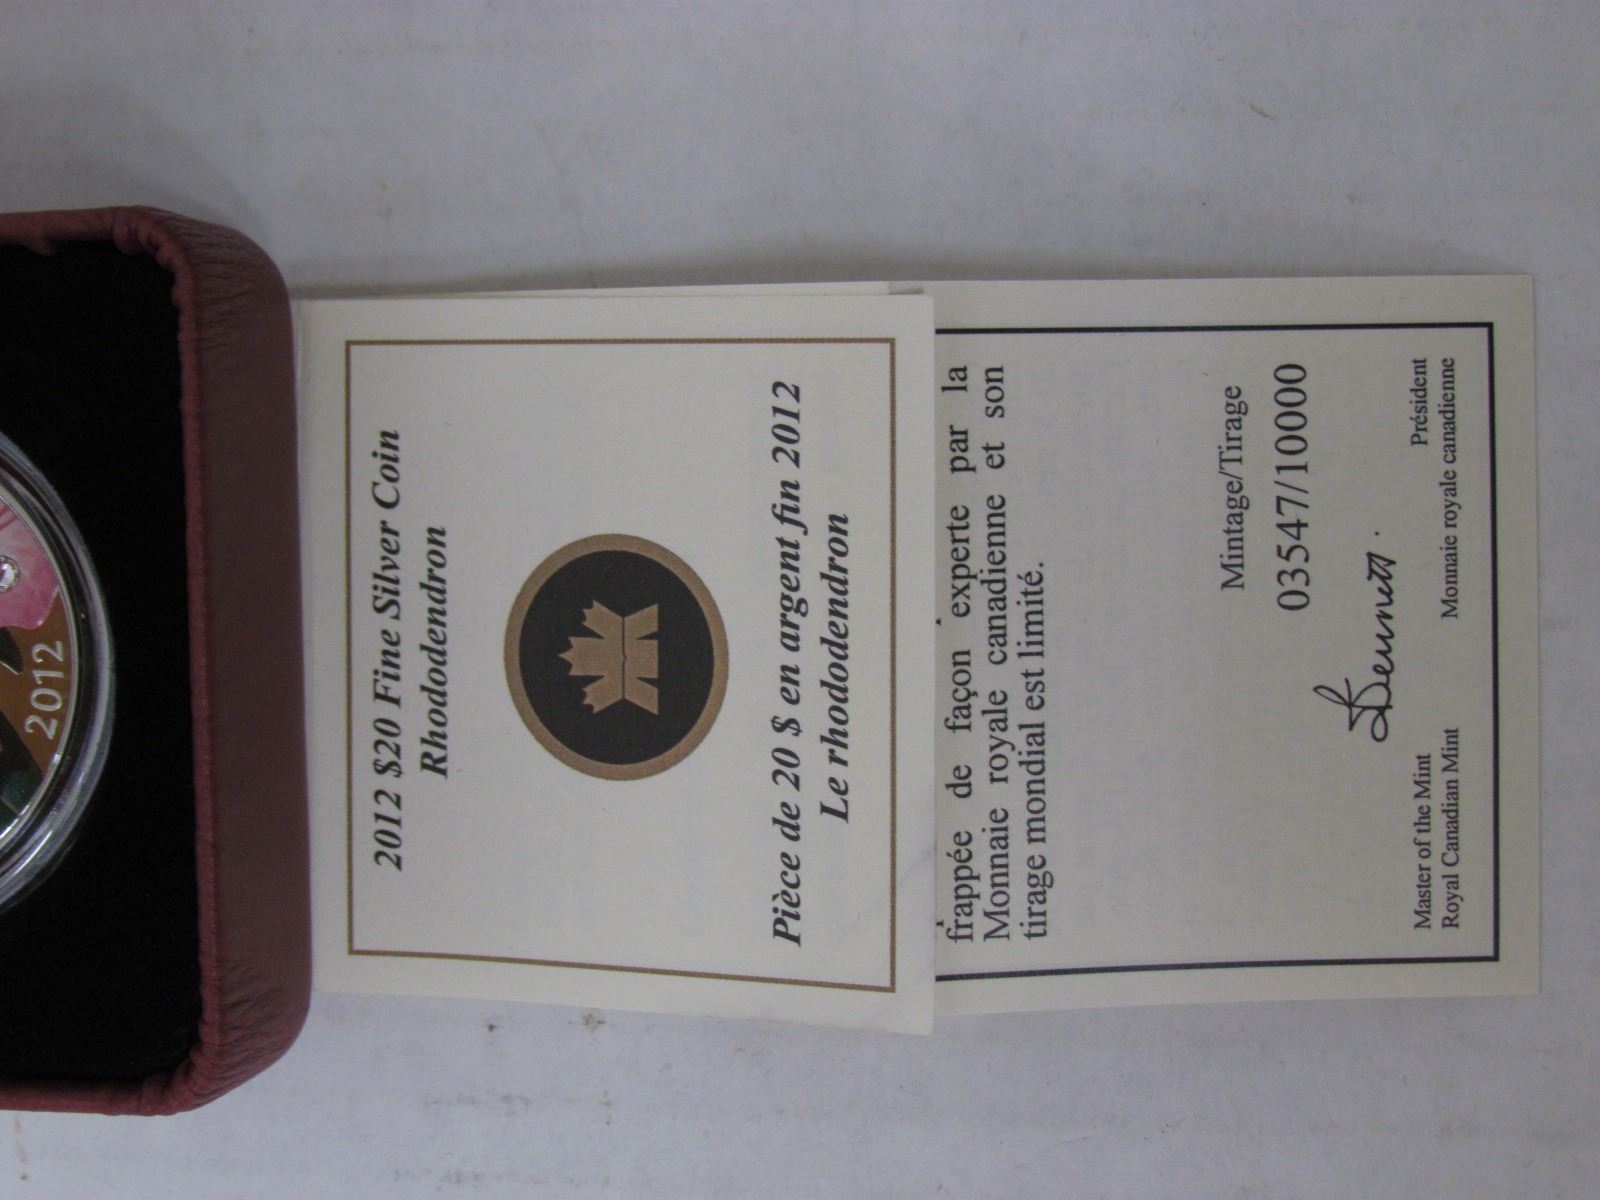 2012
2012 $20 Fine Silver Coin
Rhododendron
Pièce de 20 $ en argent fin 2012
Le rhododendron
frappée de façon experte par la
Monnaie royale canadienne et son
tirage mondial est limité.
Mintage/Tirage
03547/10000
Master of the Mint
Royal Canadian Mint
Président
Monnaie royale canadienne